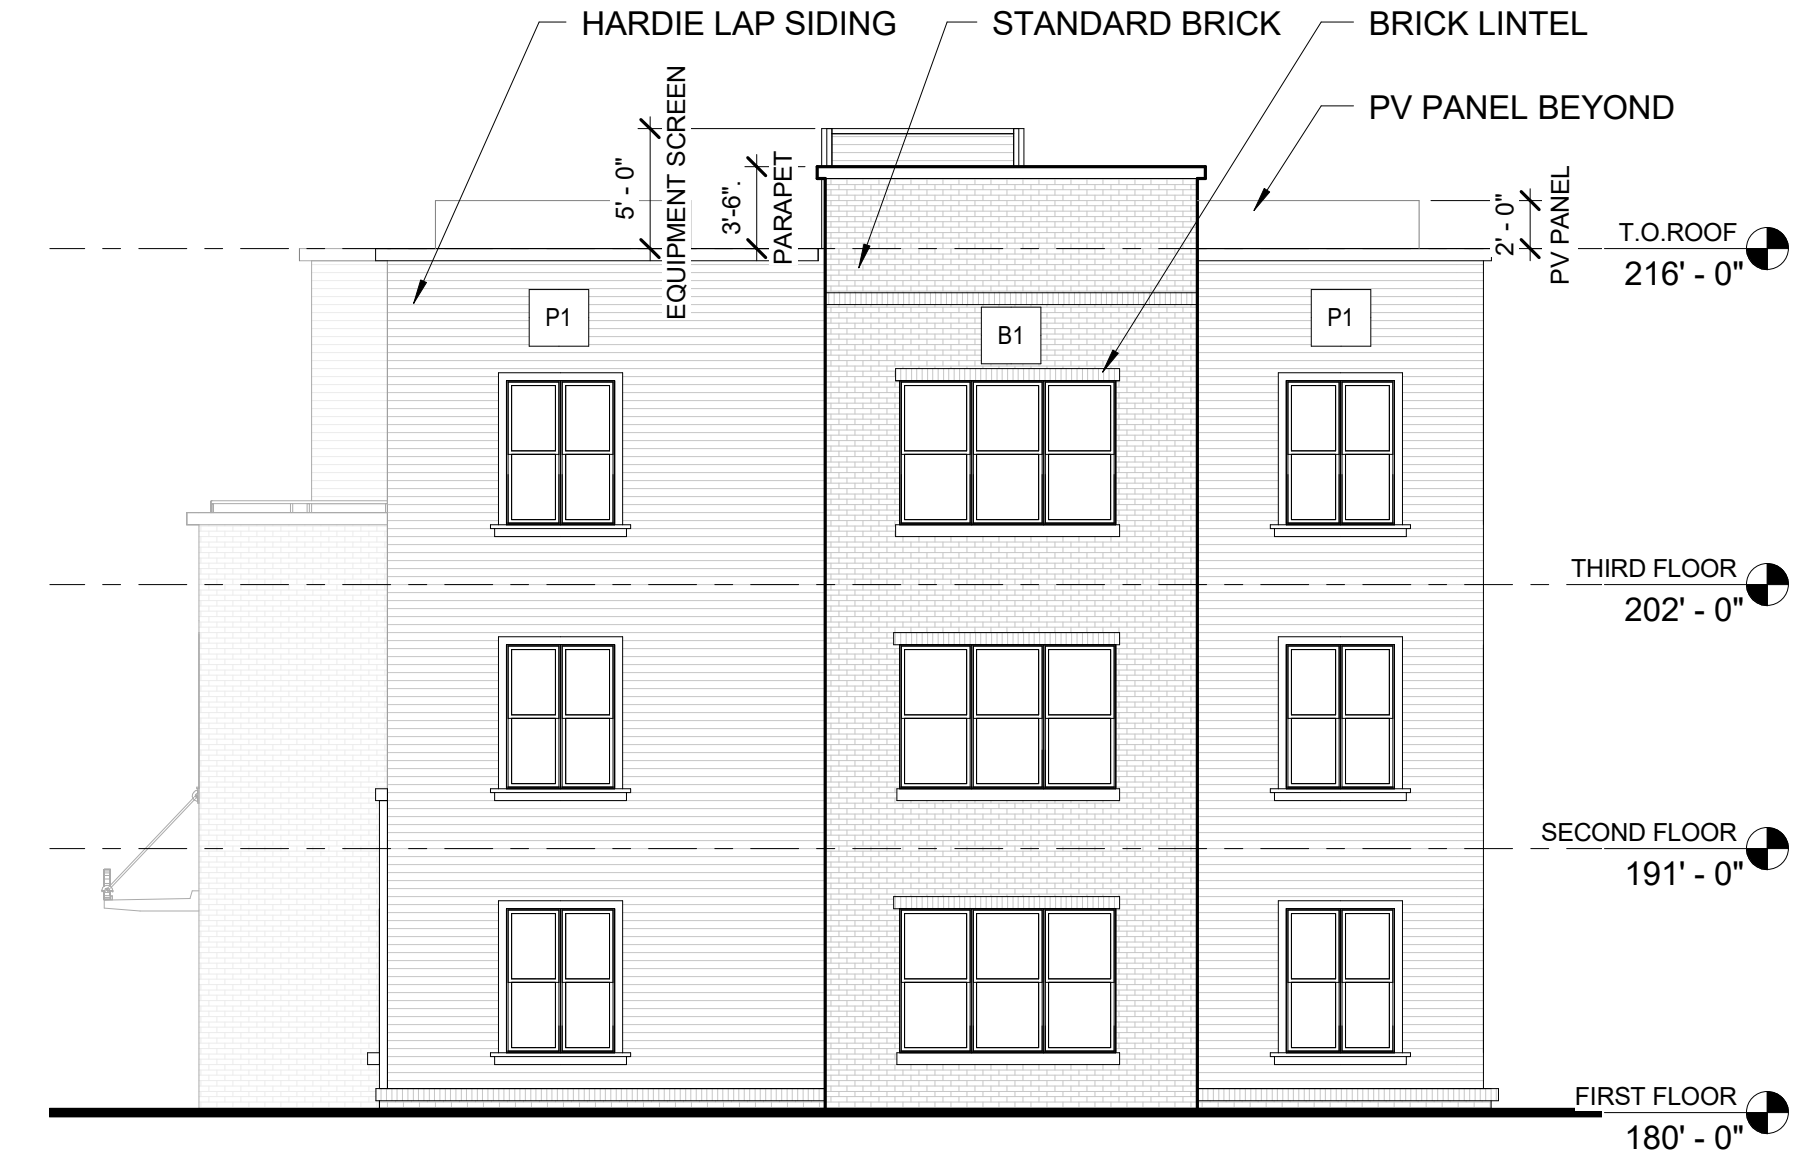 HARDIE LAP SIDING
STANDARD BRICK
BRICK LINTEL
PV PANEL BEYOND
5' - 0"
EQUIPMENT SCREEN
3'-6".
PARAPET
2' - 0"
PV PANEL
T.O.ROOF
216' - 0"
P1
B1
P1
THIRD FLOOR
202' - 0"
SECOND FLOOR
191' - 0"
FIRST FLOOR
180' - 0"